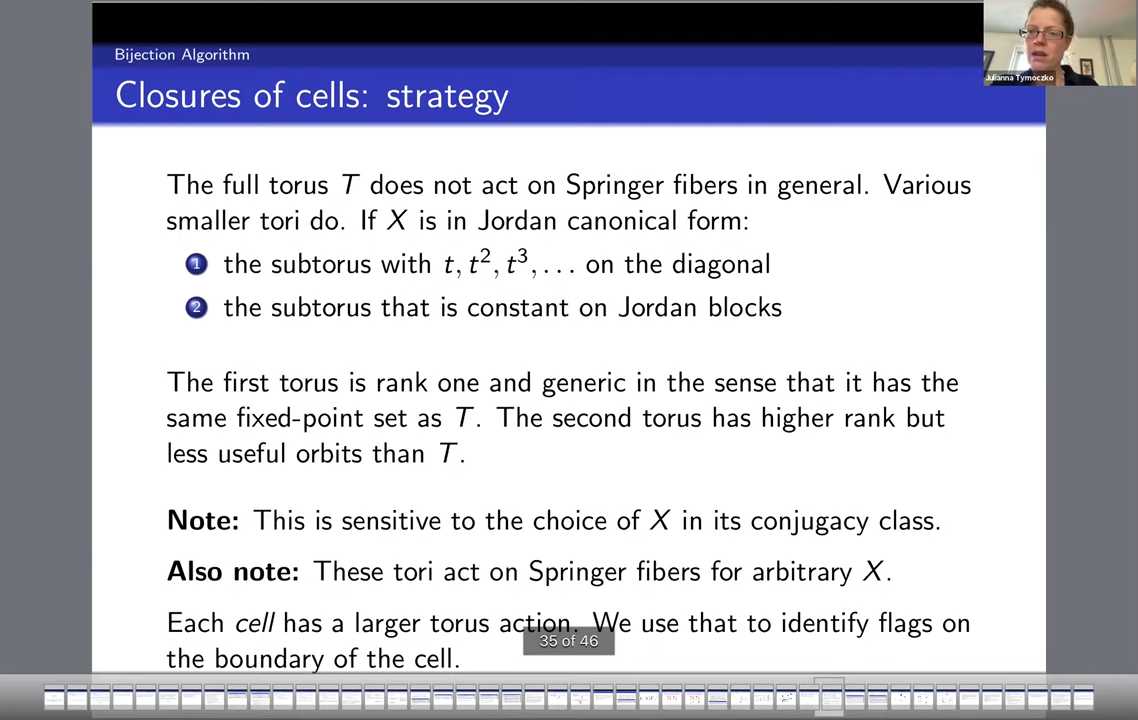 Bijection Algorithm
Closures of cells: strategy
Julianna Tymoczko
The full torus T does not act on Springer fibers in general. Various
smaller tori do. If X is in Jordan canonical form:
1 the subtorus with t, t², t³, . . . on the diagonal
2 the subtorus that is constant on Jordan blocks
The first torus is rank one and generic in the sense that it has the
same fixed-point set as T. The second torus has higher rank but
less useful orbits than T.
Note: This is sensitive to the choice of X in its conjugacy class.
Also note: These tori act on Springer fibers for arbitrary X.
Each cell has a larger torus action. We use that to identify flags on
35 of 46
the boundary of the cell.